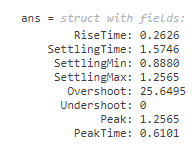 ans = struct with fields:
RiseTime: 0.2626
SettlingTime: 1.5746
SettlingMin: 0.8880
SettlingMax: 1.2565
Overshoot: 25.6495
Undershoot: 0
Peak: 1.2565
PeakTime: 0.6101